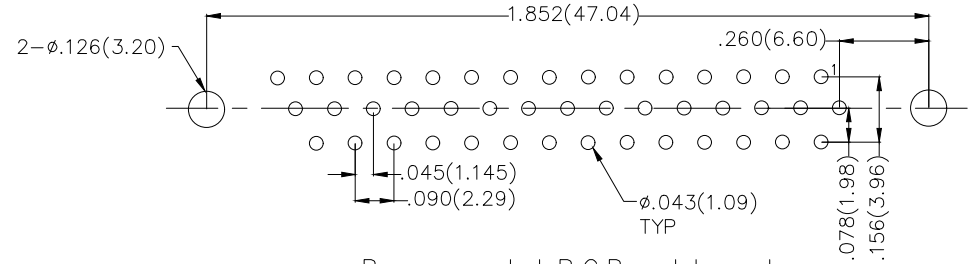 1.852(47.04)
2-ø.126(3.20)
.260(6.60)
1
.045(1.145)
.090(2.29)
ø.043(1.09)
TYP
.078(1.98)
.156(3.96)